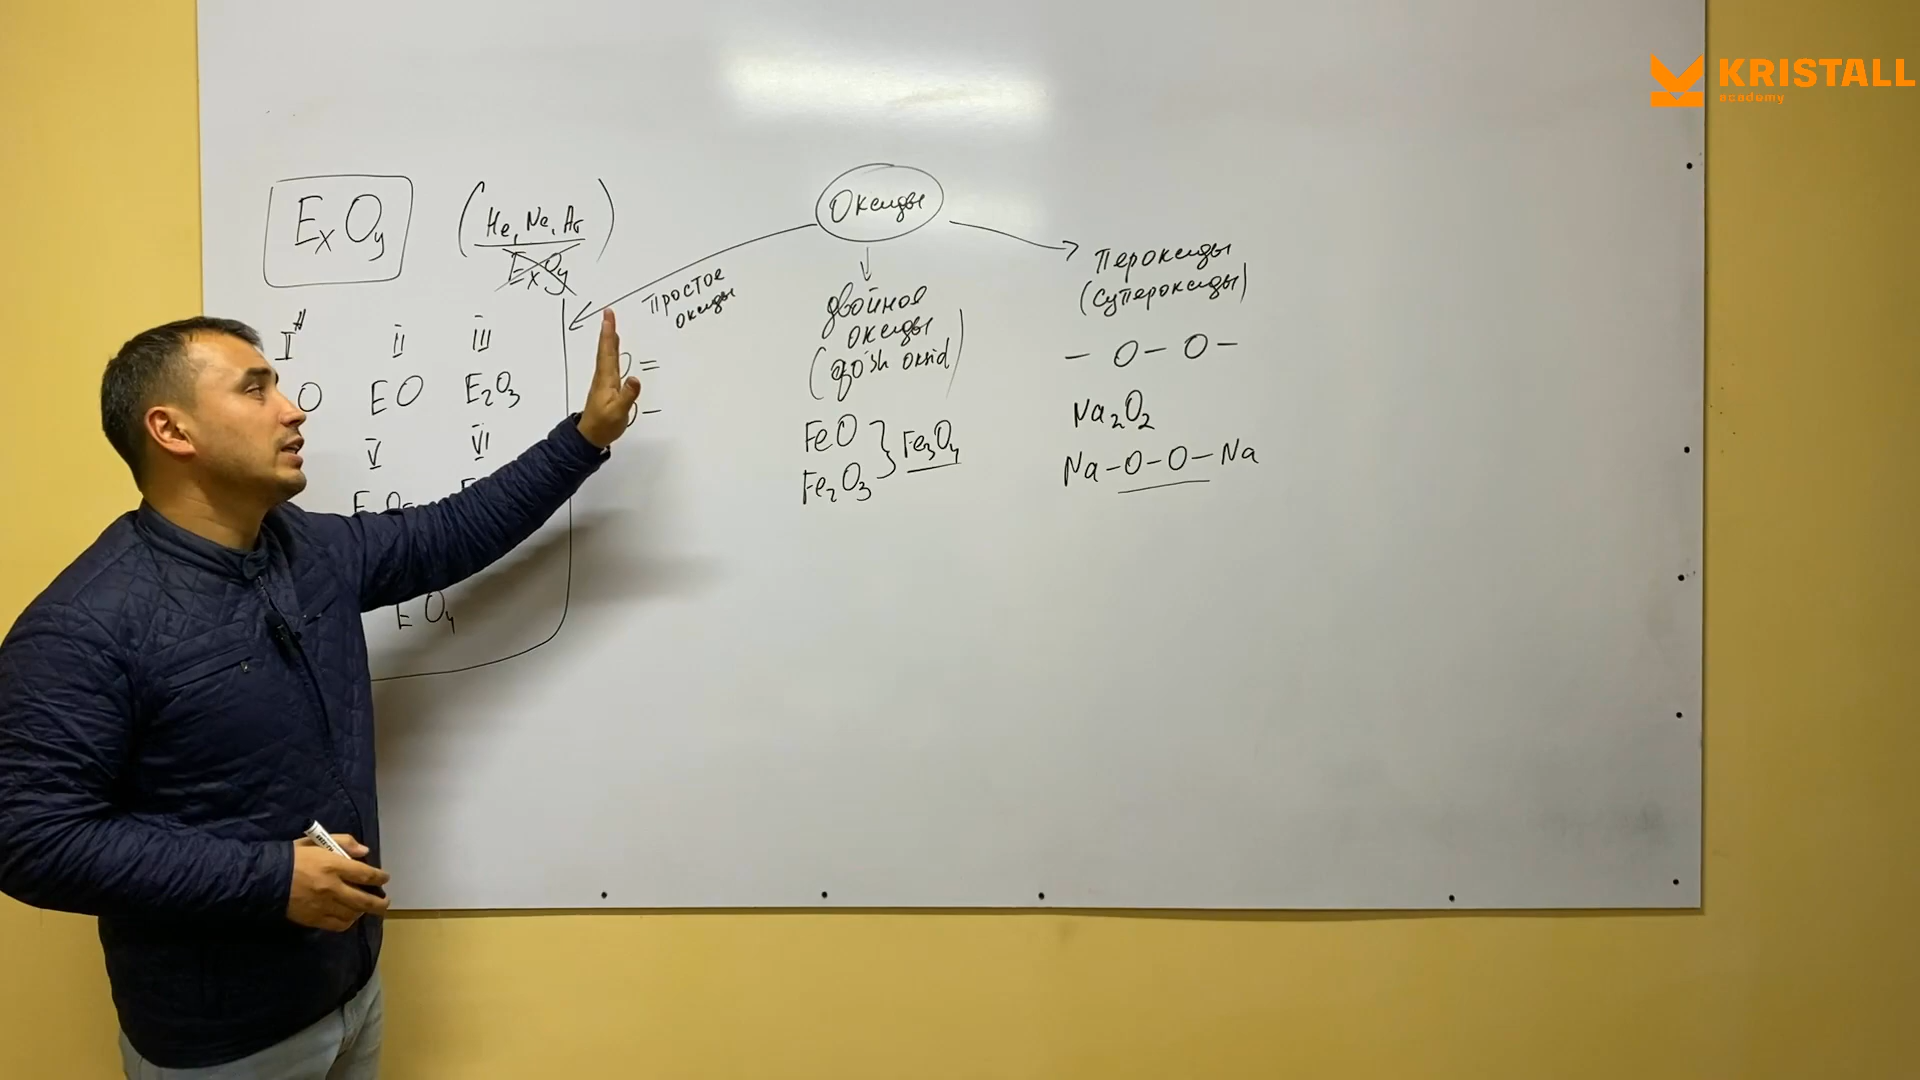 KRISTALL
academy
ExOy
(He, Ne, Ar)
ExOy
I
II
III
O
EO
E₂O₃
V
VI
EO₄
Оксиды
Простое
оксиды
O=
O-
двойное
оксиды
(qo'sh oksid)
FeO
Fe₂O₃
Fe₃O₄
Пероксиды
(супероксиды)
- O - O -
Na₂O₂
Na-O-O-Na